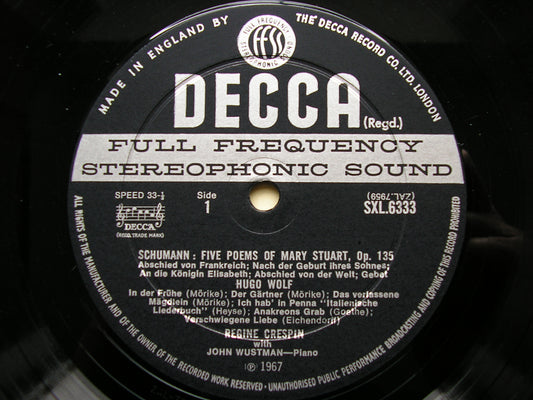 MADE IN ENGLAND BY
FULL FREQUENCY
ffss
STEREOPHONIC SOUND
THE DECCA RECORD CO. LTD. LONDON
DECCA (Regd.)
FULL FREQUENCY
STEREOPHONIC SOUND
SPEED 33-⅓
Side
1
(ZAL.7959)
SXL.6333
DECCA
(REGD. TRADE MARK)
SCHUMANN : FIVE POEMS OF MARY STUART, Op. 135
Abschied von Frankreich; Nach der Geburt ihres Sohnes;
An die Königin Elisabeth; Abschied von der Welt; Gebet
HUGO WOLF
In der Frühe (Mörike); Der Gärtner (Mörike); Das verlassene
Mägdlein (Mörike); Ich hab' in Penna "Italienische
Liederbuch" (Heyse); Anakreons Grab (Goethe);
Verschwiegene Liebe (Eichendorff)
RÉGINE CRESPIN
with
JOHN WUSTMAN—Piano
℗ 1967
ALL RIGHTS OF THE MANUFACTURER AND OF THE OWNER OF THE RECORDED WORK RESERVED · UNAUTHORISED PUBLIC PERFORMANCE BROADCASTING AND COPYING OF THIS RECORD PROHIBITED